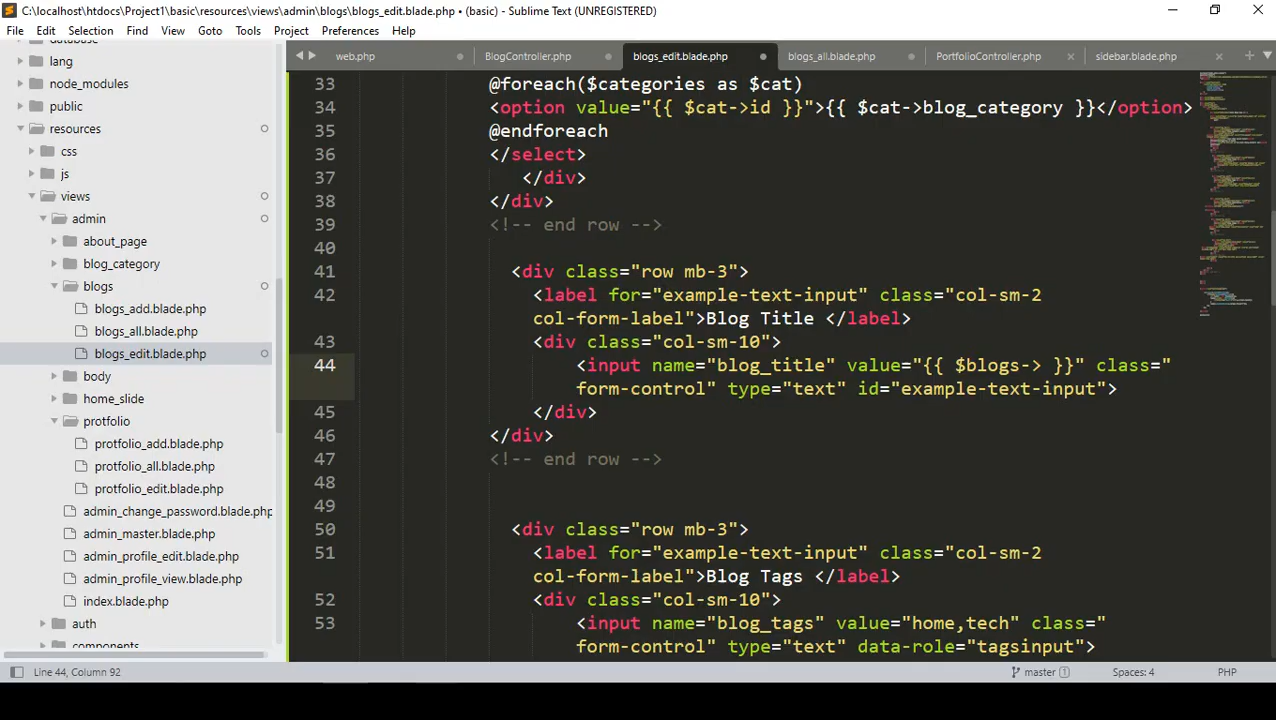 C:\localhost\htdocs\Project1\basic\resources\views\admin\blogs\blogs_edit.blade.php • (basic) - Sublime Text (UNREGISTERED)
File Edit Selection Find View Goto Tools Project Preferences Help
web.php BlogController.php blogs_edit.blade.php blogs_all.blade.php PortfolioController.php sidebar.blade.php
database
lang
node_modules
public
resources
css
js
views
admin
about_page
blog_category
blogs
blogs_add.blade.php
blogs_all.blade.php
blogs_edit.blade.php
body
home_slide
protfolio
protfolio_add.blade.php
protfolio_all.blade.php
protfolio_edit.blade.php
admin_change_password.blade.php
admin_master.blade.php
admin_profile_edit.blade.php
admin_profile_view.blade.php
index.blade.php
auth
components
33 @foreach($categories as $cat)
34 <option value="{{ $cat->id }}">{{ $cat->blog_category }}</option>
35 @endforeach
36 </select>
37 </div>
38 </div>
39 <!-- end row -->
40
41 <div class="row mb-3">
42 <label for="example-text-input" class="col-sm-2
col-form-label">Blog Title </label>
43 <div class="col-sm-10">
44 <input name="blog_title" value="{{ $blogs-> }}" class="
form-control" type="text" id="example-text-input">
45 </div>
46 </div>
47 <!-- end row -->
48
49
50 <div class="row mb-3">
51 <label for="example-text-input" class="col-sm-2
col-form-label">Blog Tags </label>
52 <div class="col-sm-10">
53 <input name="blog_tags" value="home,tech" class="
form-control" type="text" data-role="tagsinput">
Line 44, Column 92 master 1 Spaces: 4 PHP